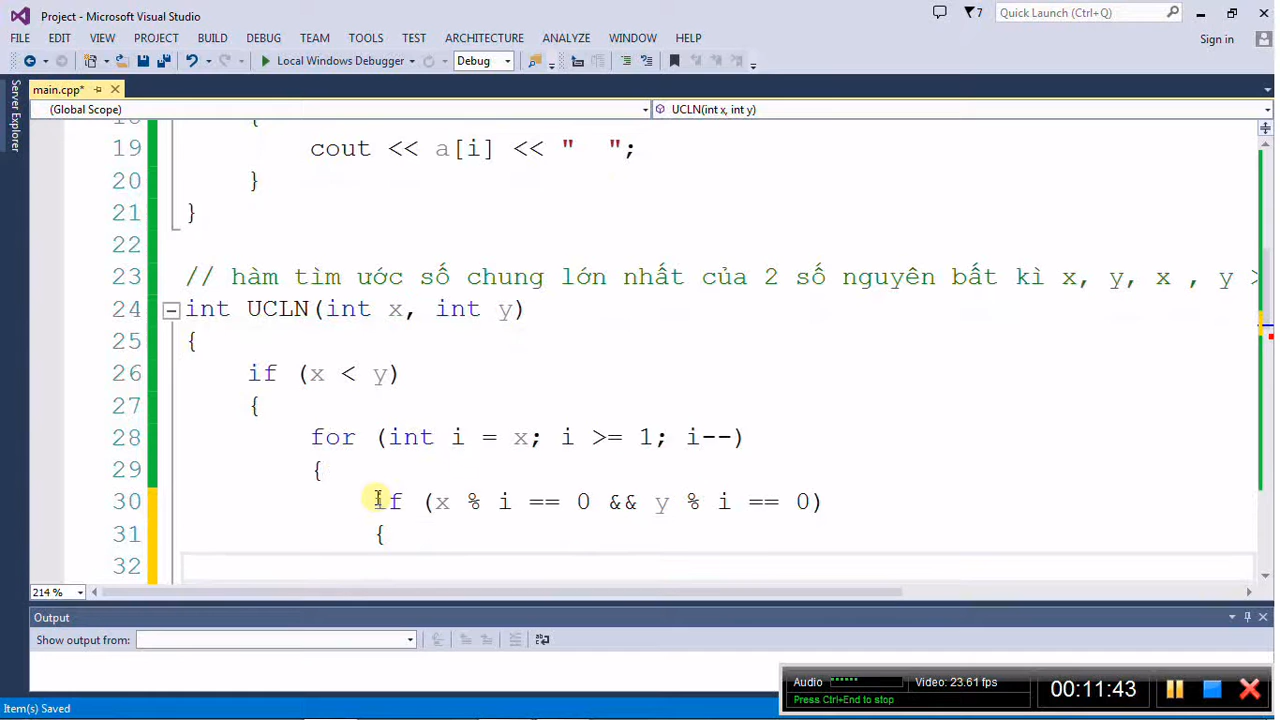 Project - Microsoft Visual Studio
7
Quick Launch (Ctrl+Q)
FILE EDIT VIEW PROJECT BUILD DEBUG TEAM TOOLS TEST ARCHITECTURE ANALYZE WINDOW HELP
Sign in
Local Windows Debugger Debug
Server Explorer
main.cpp*
(Global Scope) UCLN(int x, int y)
18 {
19 cout << a[i] << "  ";
20 }
21 }
22
23 // hàm tìm ước số chung lớn nhất của 2 số nguyên bất kì x, y, x , y >
24 int UCLN(int x, int y)
25 {
26 if (x < y)
27 {
28 for (int i = x; i >= 1; i--)
29 {
30 if (x % i == 0 && y % i == 0)
31 {
32
214 %
Output
Show output from:
Audio Video: 23.61 fps
Press Ctrl+End to stop
00:11:43
Item(s) Saved